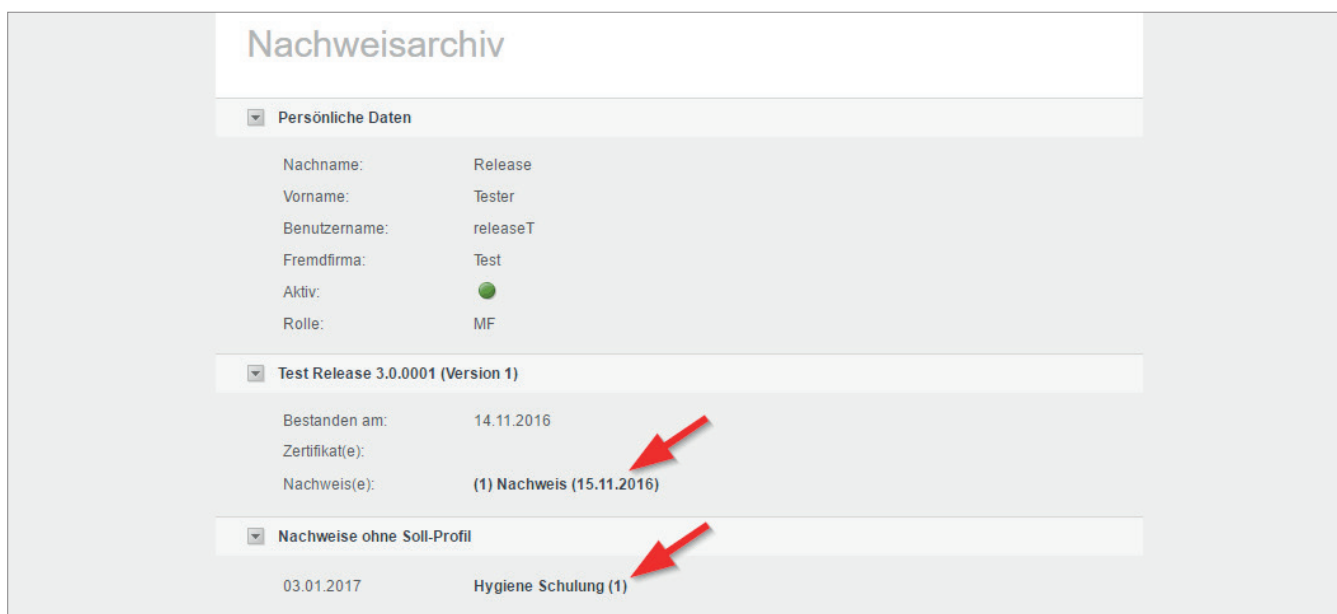 Nachweisarchiv
Persönliche Daten
Nachname: Release
Vorname: Tester
Benutzername: releaseT
Fremdfirma: Test
Aktiv:
Rolle: MF
Test Release 3.0.0001 (Version 1)
Bestanden am: 14.11.2016
Zertifikat(e):
Nachweis(e): (1) Nachweis (15.11.2016)
Nachweise ohne Soll-Profil
03.01.2017 Hygiene Schulung (1)